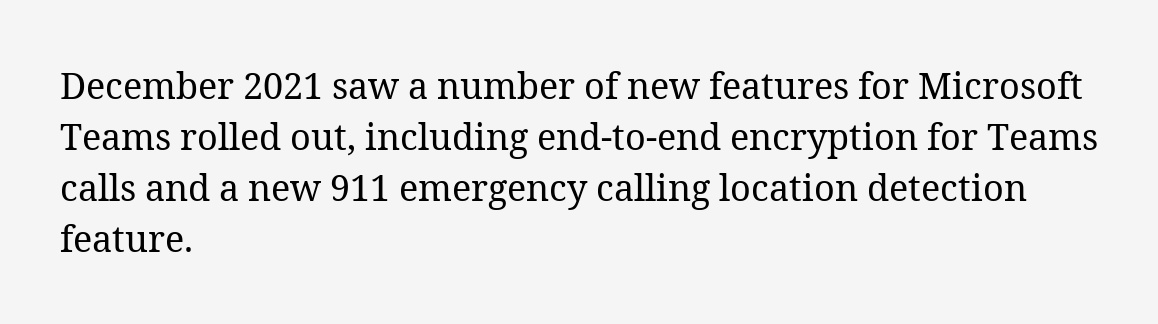 December 2021 saw a number of new features for Microsoft
Teams rolled out, including end-to-end encryption for Teams
calls and a new 911 emergency calling location detection
feature.